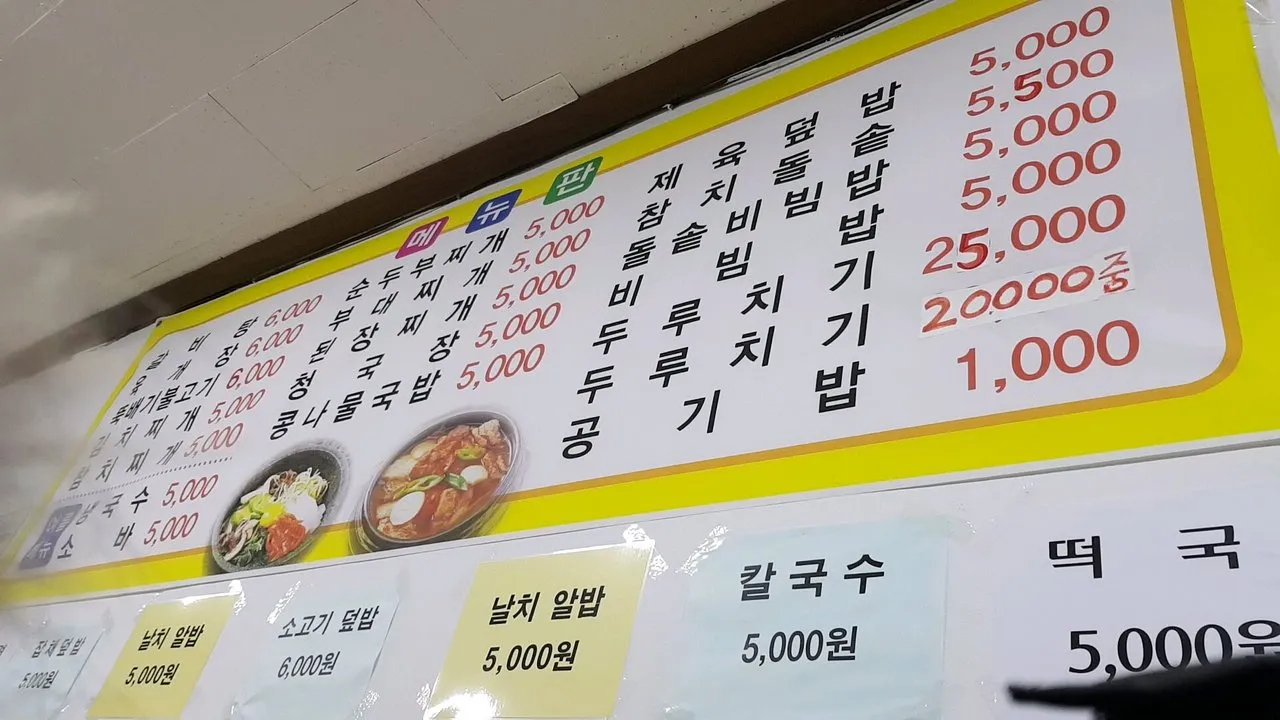 메뉴판
갈비탕 6,000
육개장 6,000
뚝배기불고기 6,000
김치찌개 5,000
참치찌개 5,000
여름메뉴
냉국수 5,000
소바 5,000
순두부찌개 5,000
부대찌개 5,000
된장찌개 5,000
청국장 5,000
콩나물국밥 5,000
제육덮밥 5,000
참치돌솥 5,500
돌솥비빔밥 5,000
비빔밥 5,000
두루치기 25,000
두루치기 20000중
공기밥 1,000
잡채덮밥
5,000원
날치 알밥
5,000원
소고기 덮밥
6,000원
날치 알밥
5,000원
칼국수
5,000원
떡국
5,000원